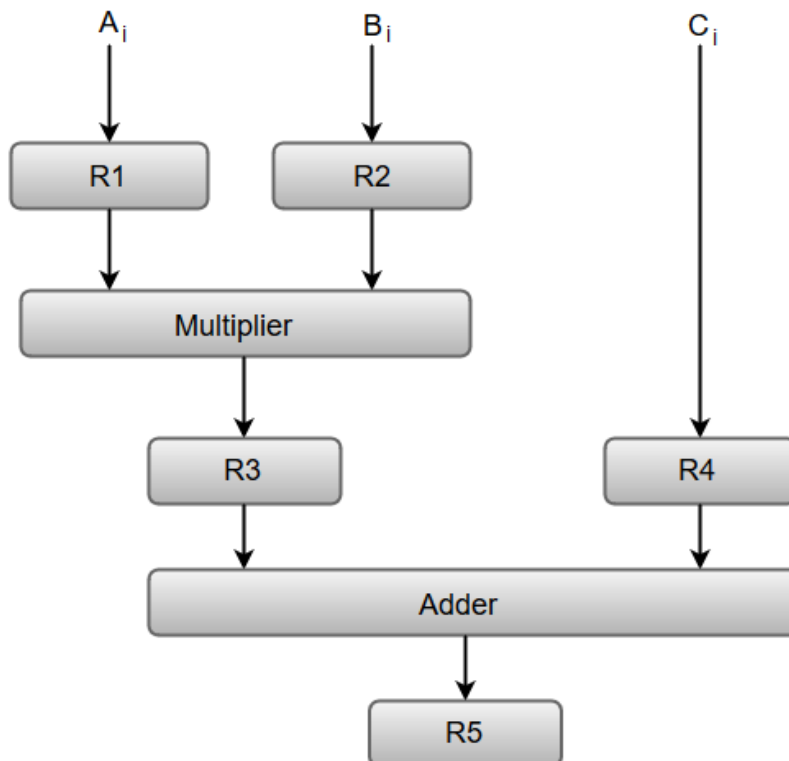 Ai Bi Ci
R1 R2
Multiplier
R3 R4
Adder
R5